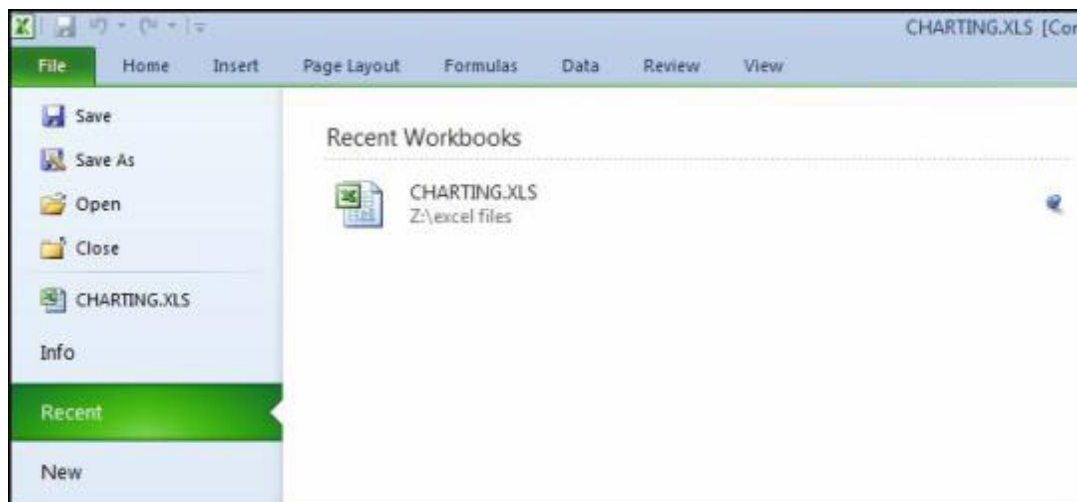 CHARTING.XLS [Com
File Home Insert Page Layout Formulas Data Review View
Save
Save As
Open
Close
CHARTING.XLS
Info
Recent
New
Recent Workbooks
CHARTING.XLS
Z:\excel files